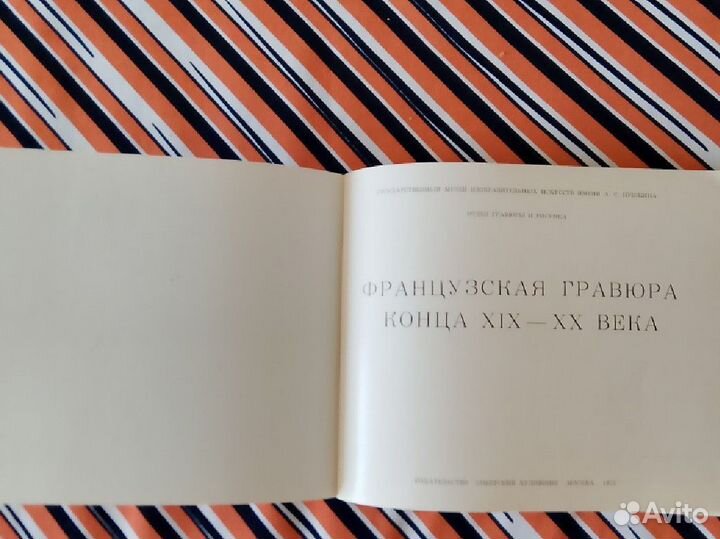 ГОСУДАРСТВЕННЫЙ МУЗЕЙ ИЗОБРАЗИТЕЛЬНЫХ ИСКУССТВ ИМЕНИ А. С. ПУШКИНА
МУЗЕЙ ГРАВЮРЫ И РИСУНКА
ФРАНЦУЗСКАЯ ГРАВЮРА
КОНЦА XIX — XX ВЕКА
ИЗДАТЕЛЬСТВО СОВЕТСКИЙ ХУДОЖНИК МОСКВА
Avito